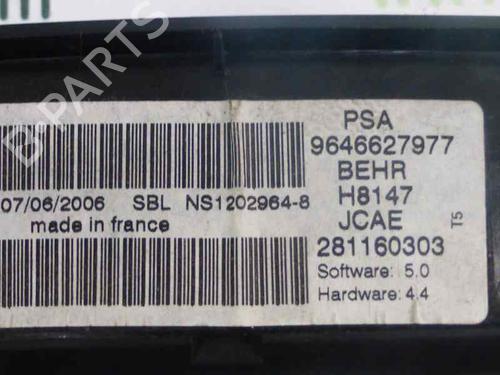 PSA
9646627977
BEHR
H8147
JCAE
T5
281160303
Software: 5.0
Hardware: 4.4
07/06/2006 SBL NS1202964-8
made in france
B-PARTS